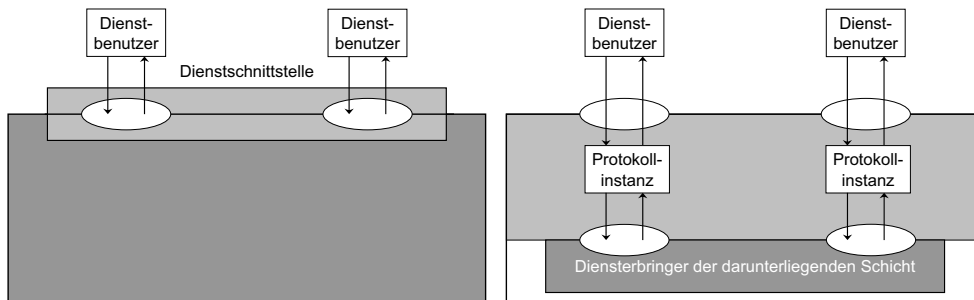 Dienst-
benutzer
Dienst-
benutzer
Dienstschnittstelle
Dienst-
benutzer
Dienst-
benutzer
Protokoll-
instanz
Protokoll-
instanz
Diensterbringer der darunterliegenden Schicht